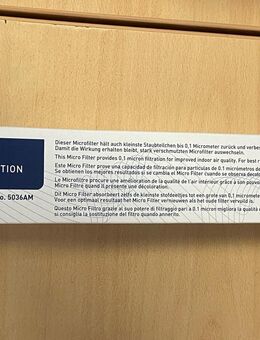 TION
o. 5036AM
Dieser Microfilter hält auch kleinste Staubteilchen bis 0,1 Micrometer zurück und verbes
Damit die Wirkung erhalten bleibt, stark verschmutzten Microfilter auswechseln.
This Micro Filter provides 0.1 micron filtration for improved indoor air quality. For best r
Este Micro Filter prove una capacidad de filtración para partículas de 0.1 micrómetros d
Se obtienen los mejores resultados si se cambia el Micro Filter cuando se observa decol
Le Microfiltre procure une amélioration de la qualité de l'air intérieur grâce à son pouvoi
Micro Filtre quand il présente une décoloration.
Dit Micro Filter absorbeert zelfs de kleinste stofdeeltjes tot een grote van 0.1 micrometer
Voor een optimaal resultaat het Micro Filter vernieuwen als het oude filter vervuild is.
Questo Micro Filtro grazie al suo potere di filtraggio pari a 0.1 micron migliora la qualità
si consiglia la sostituzione del filtro quando annerito.